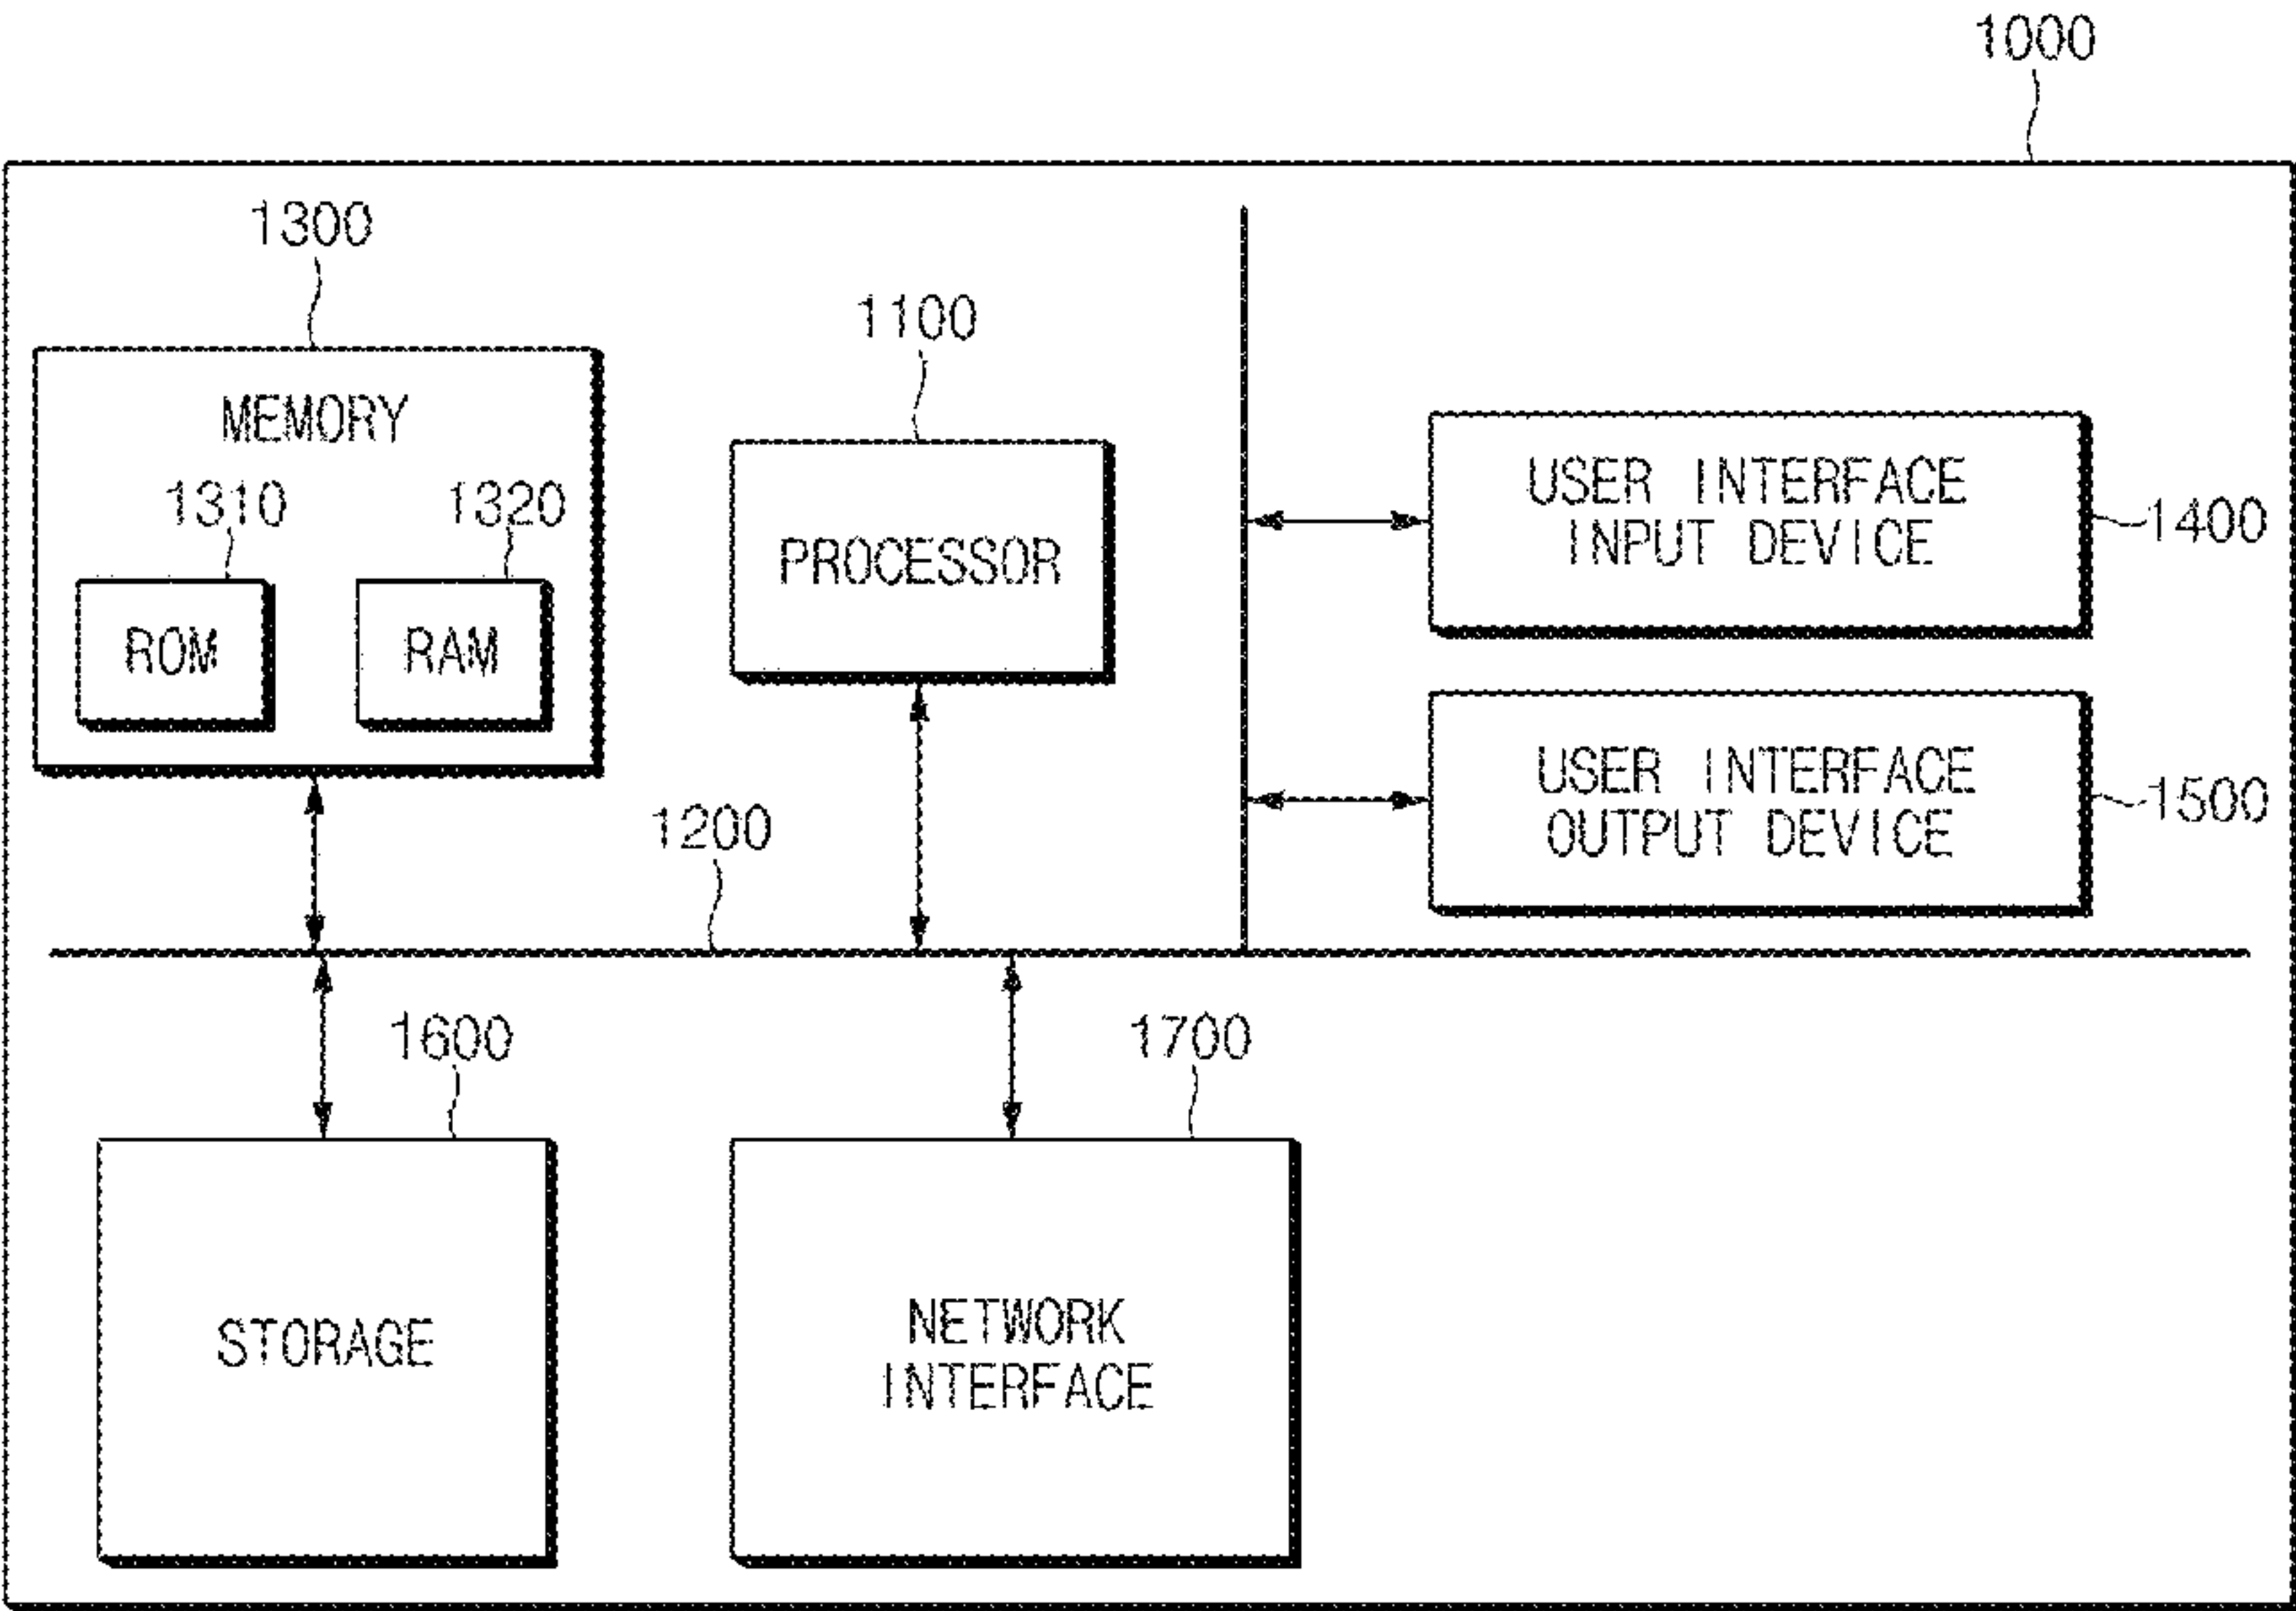 1000
1300
MEMORY
1310
1320
ROM
RAM
1100
PROCESSOR
USER INTERFACE
INPUT DEVICE
1400
USER INTERFACE
OUTPUT DEVICE
1500
1200
1600
STORAGE
1700
NETWORK
INTERFACE